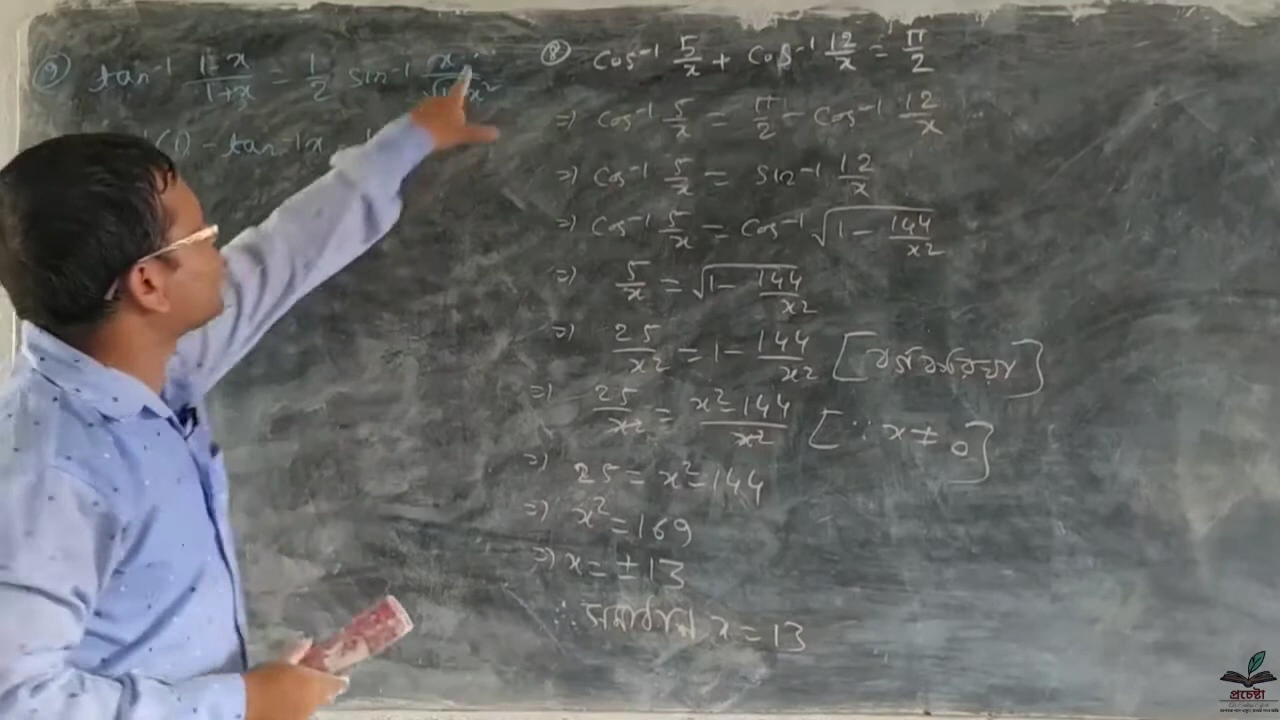 9) tan⁻¹ (1-x)/(1+x) = 1/2 sin⁻¹ x/
(1) - tan⁻¹x
8) cos⁻¹ 5/x + cos⁻¹ 12/x = π/2
=> cos⁻¹ 5/x = π/2 - cos⁻¹ 12/x
=> cos⁻¹ 5/x = sin⁻¹ 12/x
=> cos⁻¹ 5/x = cos⁻¹ √(1 - 144/x²)
=> 5/x = √(1 - 144/x²)
=> 25/x² = 1 - 144/x² [বর্গ করিয়া]
=> 25/x² = (x²-144)/x² [∵ x ≠ 0]
=> 25 = x²-144
=> x² = 169
=> x = ±13
∴ সমাধান x = 13
প্রচেষ্টা